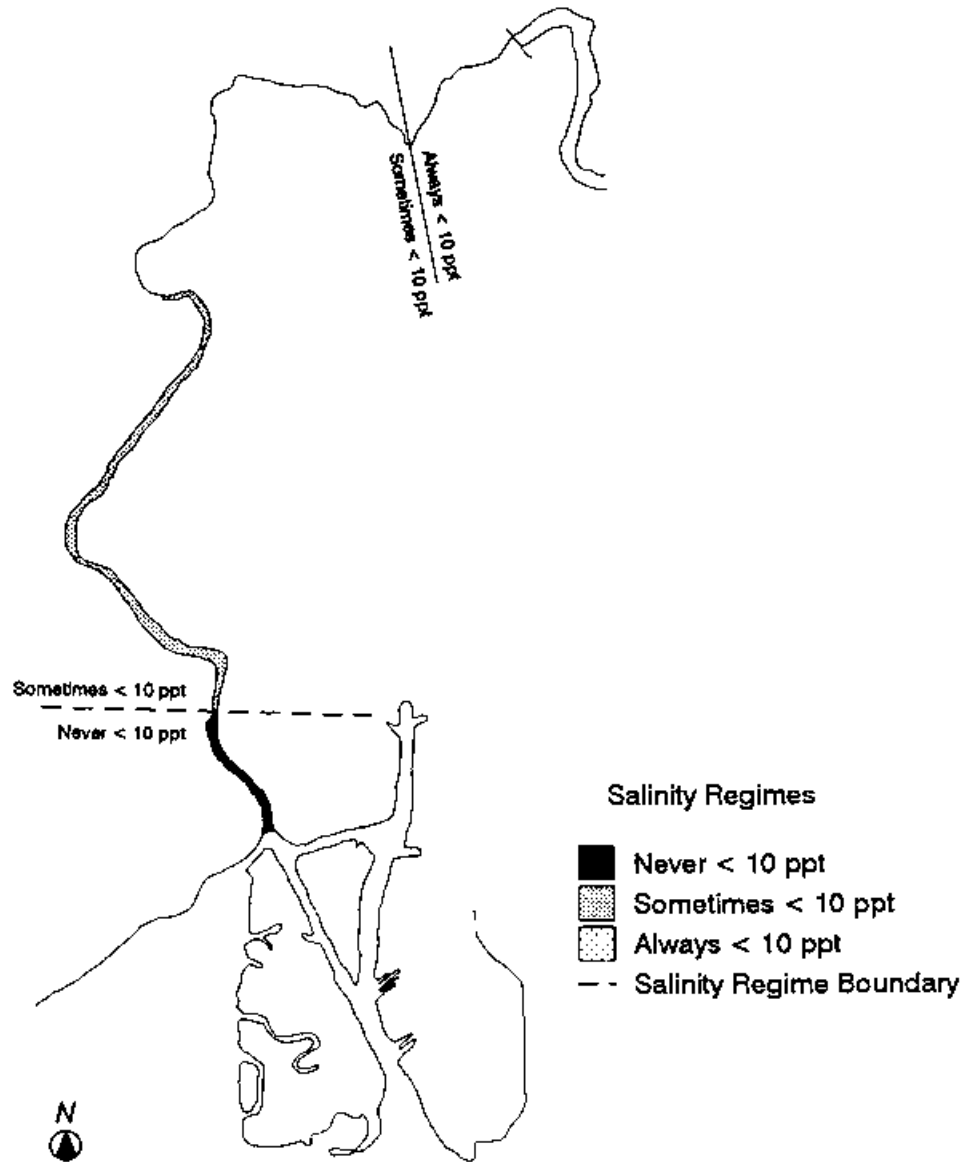 Always < 10 ppt
Sometimes < 10 ppt
Sometimes < 10 ppt
Never < 10 ppt
Salinity Regimes
Never < 10 ppt
Sometimes < 10 ppt
Always < 10 ppt
Salinity Regime Boundary
N